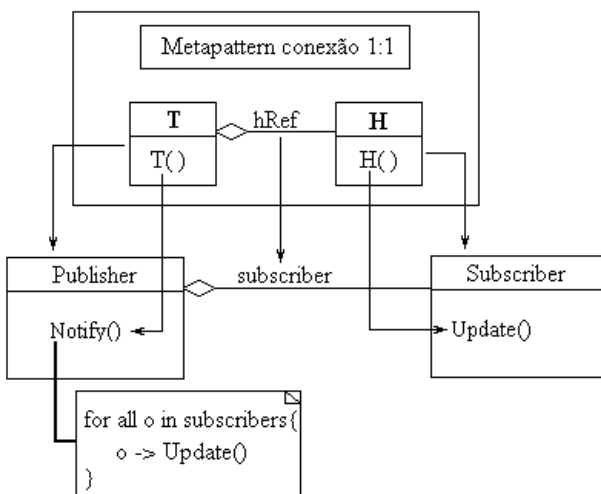 Metapattern conexão 1:1
T
hRef
H
T()
H()
Publisher
subscriber
Subscriber
Notify()
Update()
for all o in subscribers{
o -> Update()
}